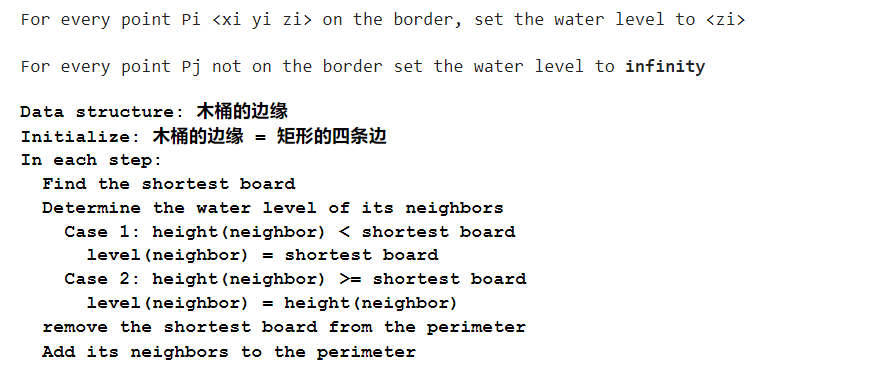 For every point Pi <xi yi zi> on the border, set the water level to <zi>
For every point Pj not on the border set the water level to infinity
Data structure: 木桶的边缘
Initialize: 木桶的边缘 = 矩形的四条边
In each step:
Find the shortest board
Determine the water level of its neighbors
Case 1: height(neighbor) < shortest board
level(neighbor) = shortest board
Case 2: height(neighbor) >= shortest board
level(neighbor) = height(neighbor)
remove the shortest board from the perimeter
Add its neighbors to the perimeter